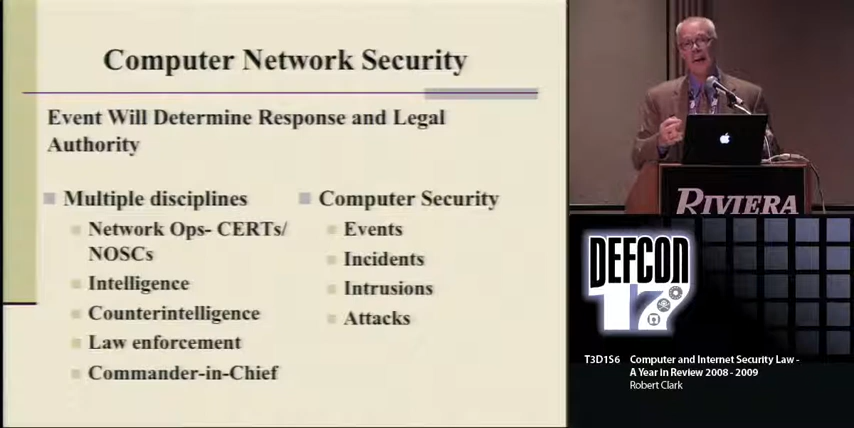 Computer Network Security
Event Will Determine Response and Legal
Authority
Multiple disciplines
Network Ops- CERTs/
NOSCs
Intelligence
Counterintelligence
Law enforcement
Commander-in-Chief
Computer Security
Events
Incidents
Intrusions
Attacks
RIVIERA
DEFCON
17
T3D1S6 Computer and Internet Security Law -
A Year in Review 2008 - 2009
Robert Clark